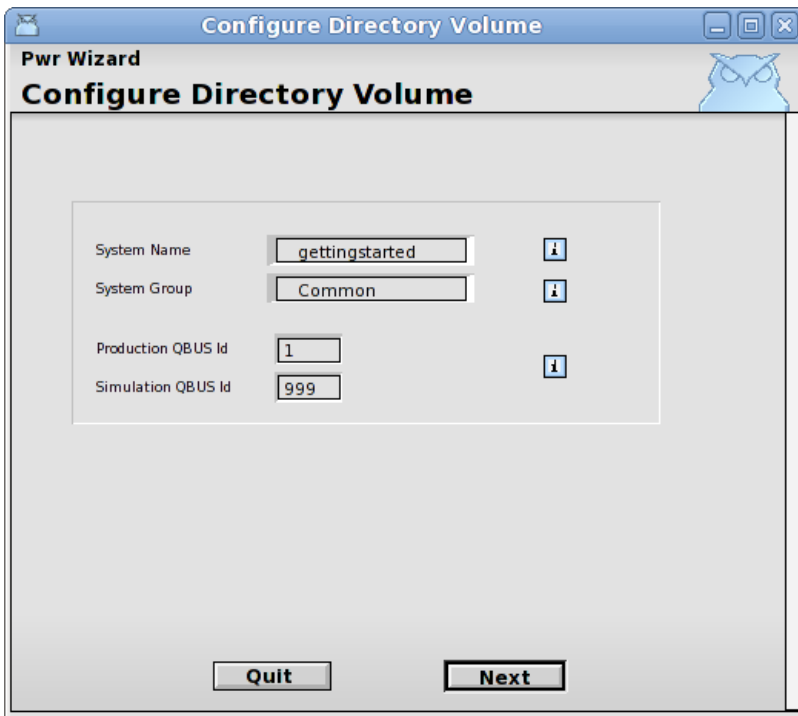 Configure Directory Volume
Pwr Wizard
Configure Directory Volume
System Name gettingstarted i
System Group Common i
Production QBUS Id 1
i
Simulation QBUS Id 999
Quit Next